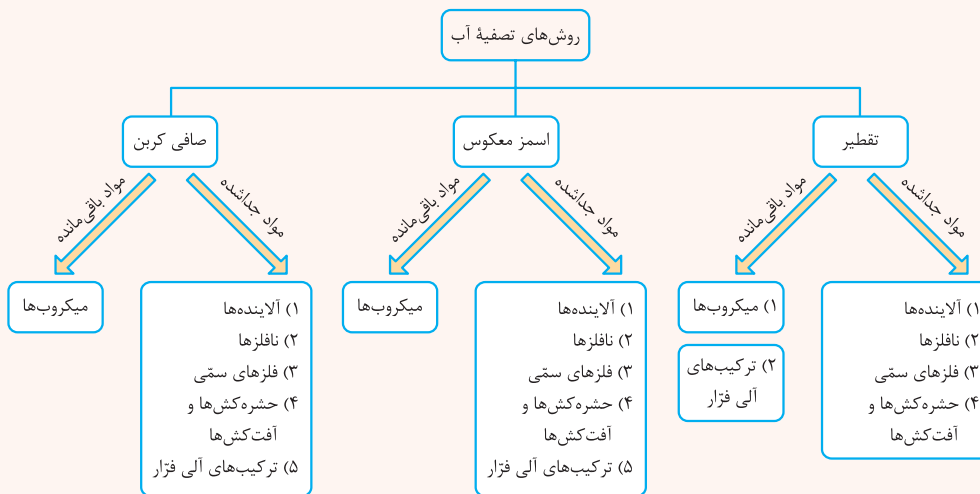 روش‌های تصفیهٔ آب
تقطیر
اسمز معکوس
صافی کربن
مواد جداشده
مواد باقی‌مانده
مواد جداشده
مواد باقی‌مانده
مواد جداشده
مواد باقی‌مانده
۱) آلاینده‌ها
۲) نافلزها
۳) فلزهای سمّی
۴) حشره‌کش‌ها و
آفت‌کش‌ها
۱) میکروب‌ها
۲) ترکیب‌های
آلی فرّار
۱) آلاینده‌ها
۲) نافلزها
۳) فلزهای سمّی
۴) حشره‌کش‌ها و
آفت‌کش‌ها
۵) ترکیب‌های آلی فرّار
میکروب‌ها
۱) آلاینده‌ها
۲) نافلزها
۳) فلزهای سمّی
۴) حشره‌کش‌ها و
آفت‌کش‌ها
۵) ترکیب‌های آلی فرّار
میکروب‌ها